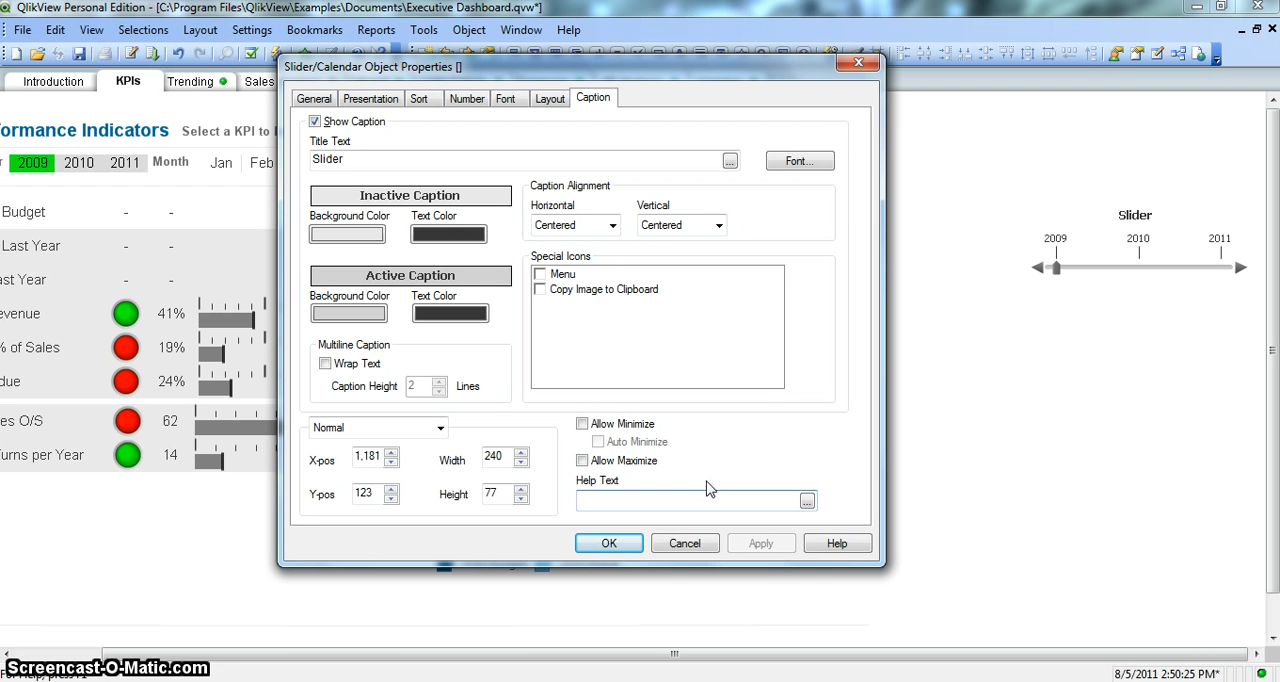 QlikView Personal Edition - [C:\Program Files\QlikView\Examples\Documents\Executive Dashboard.qvw*]
File Edit View Selections Layout Settings Bookmarks Reports Tools Object Window Help
Introduction KPIs Trending Sales
Slider/Calendar Object Properties []
General Presentation Sort Number Font Layout Caption
Show Caption
Title Text
Slider
...
Font...
Inactive Caption
Background Color Text Color
Caption Alignment
Horizontal Vertical
Centered Centered
Special Icons
Menu
Copy Image to Clipboard
Active Caption
Background Color Text Color
Multiline Caption
Wrap Text
Caption Height 2 Lines
Normal
X-pos 1,181 Width 240
Y-pos 123 Height 77
Allow Minimize
Auto Minimize
Allow Maximize
Help Text
...
OK Cancel Apply Help
ormance Indicators Select a KPI to
r 2009 2010 2011 Month Jan Feb
Budget - -
Last Year - -
ast Year - -
evenue 41%
% of Sales 19%
due 24%
es O/S 62
Turns per Year 14
Slider
2009 2010 2011
Screencast-O-Matic.com
8/5/2011 2:50:25 PM*